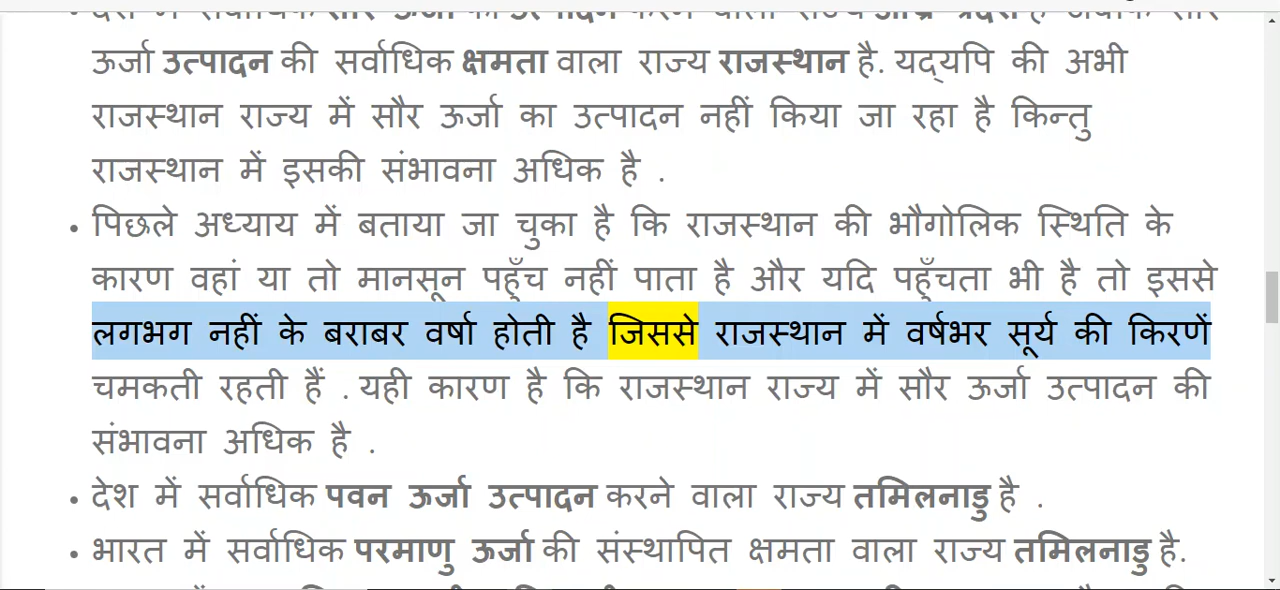 ऊर्जा उत्पादन की सर्वाधिक क्षमता वाला राज्य राजस्थान है. यद्यपि की अभी
राजस्थान राज्य में सौर ऊर्जा का उत्पादन नहीं किया जा रहा है किन्तु
राजस्थान में इसकी संभावना अधिक है .
• पिछले अध्याय में बताया जा चुका है कि राजस्थान की भौगोलिक स्थिति के
कारण वहां या तो मानसून पहुँच नहीं पाता है और यदि पहुँचता भी है तो इससे
लगभग नहीं के बराबर वर्षा होती है जिससे राजस्थान में वर्षभर सूर्य की किरणें
चमकती रहती हैं . यही कारण है कि राजस्थान राज्य में सौर ऊर्जा उत्पादन की
संभावना अधिक है .
• देश में सर्वाधिक पवन ऊर्जा उत्पादन करने वाला राज्य तमिलनाडु है .
• भारत में सर्वाधिक परमाणु ऊर्जा की संस्थापित क्षमता वाला राज्य तमिलनाडु है.